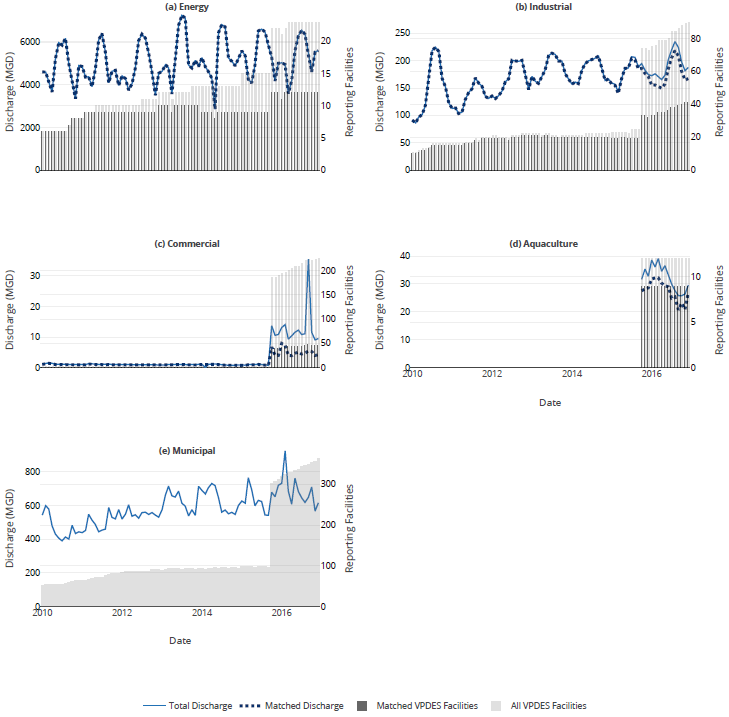 (a) Energy
Discharge (MGD)
6000
4000
2000
0
20
15
10
5
0
Reporting Facilities
(b) Industrial
Discharge (MGD)
250
200
150
100
50
0
80
60
40
20
0
Reporting Facilities
(c) Commercial
Discharge (MGD)
30
20
10
0
200
150
100
50
0
Reporting Facilities
(d) Aquaculture
Discharge (MGD)
40
30
20
10
0
10
5
0
Reporting Facilities
2010 2012 2014 2016
Date
(e) Municipal
Discharge (MGD)
800
600
400
200
0
300
200
100
0
Reporting Facilities
2010 2012 2014 2016
Date
Total Discharge Matched Discharge Matched VPDES Facilities All VPDES Facilities